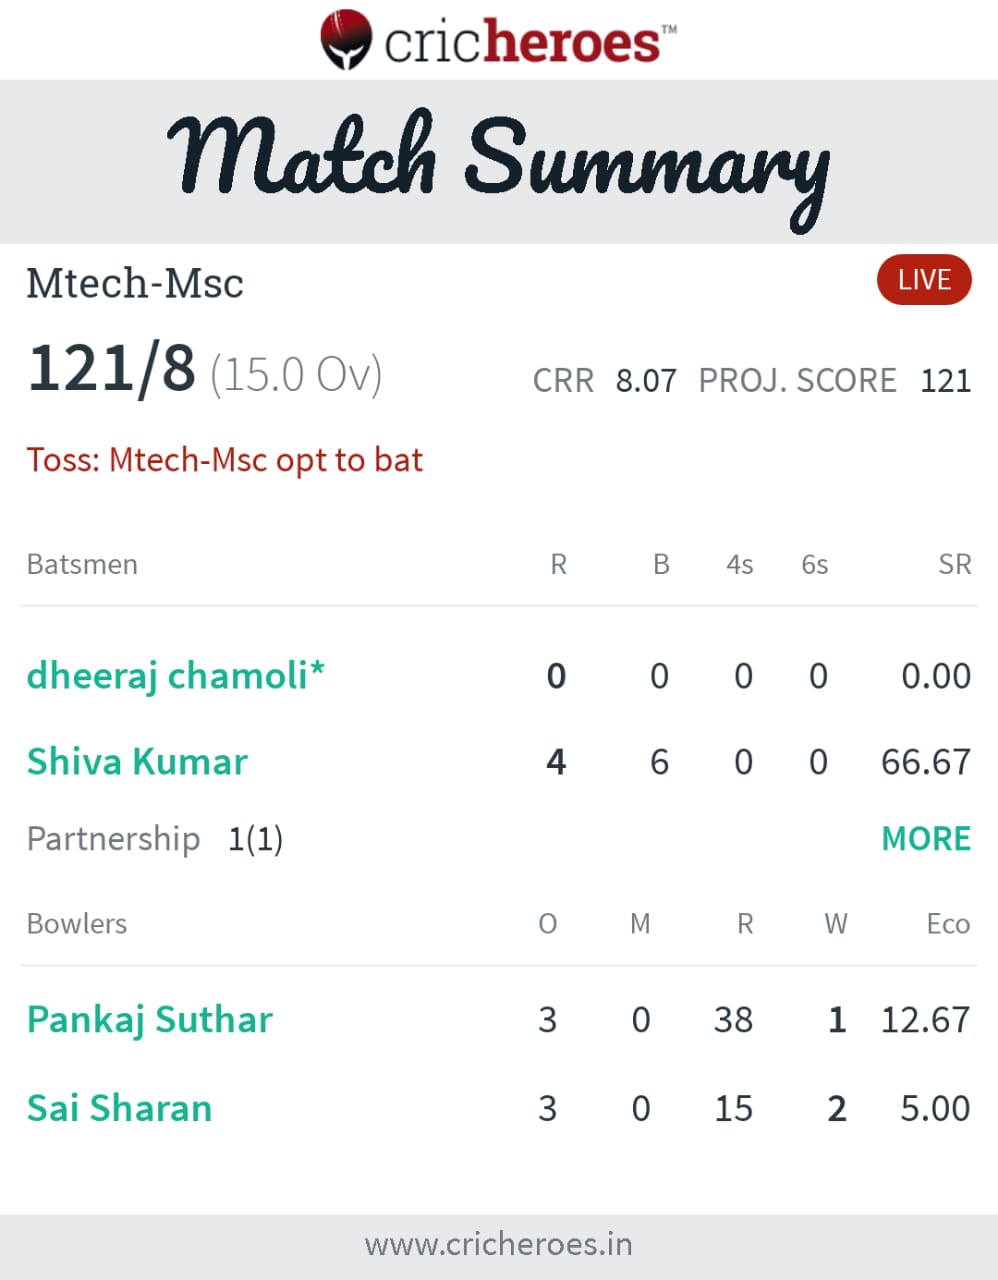 cricheroes™
Match Summary
Mtech-Msc LIVE
121/8 (15.0 Ov) CRR 8.07 PROJ. SCORE 121
Toss: Mtech-Msc opt to bat
Batsmen R B 4s 6s SR
dheeraj chamoli* 0 0 0 0 0.00
Shiva Kumar 4 6 0 0 66.67
Partnership 1(1) MORE
Bowlers O M R W Eco
Pankaj Suthar 3 0 38 1 12.67
Sai Sharan 3 0 15 2 5.00
www.cricheroes.in